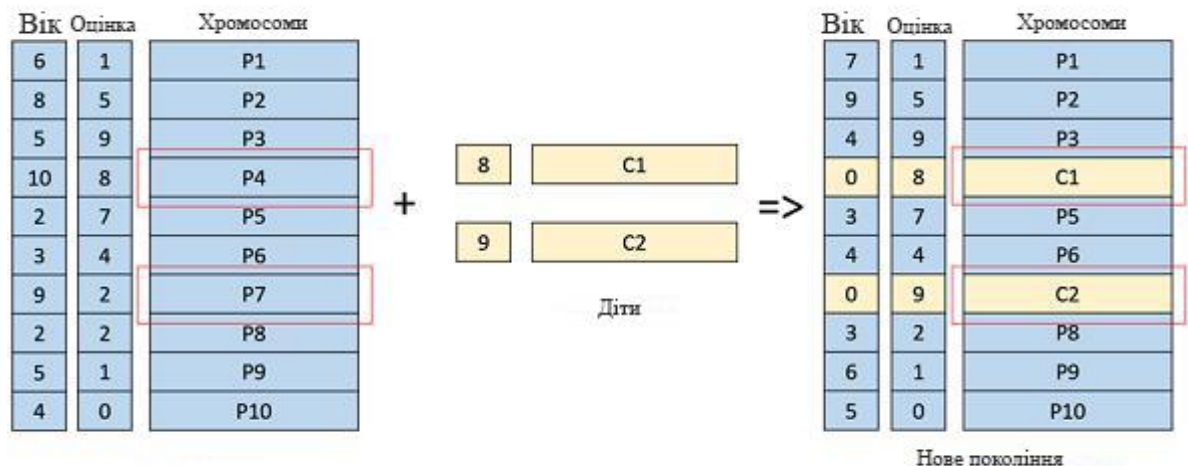 Вік Оцінка Хромосоми
6 1 P1
8 5 P2
5 9 P3
10 8 P4
2 7 P5
3 4 P6
9 2 P7
2 2 P8
5 1 P9
4 0 P10
+
8 C1
9 C2
Діти
=>
Вік Оцінка Хромосоми
7 1 P1
9 5 P2
4 9 P3
0 8 C1
3 7 P5
4 4 P6
0 9 C2
3 2 P8
6 1 P9
5 0 P10
Нове покоління